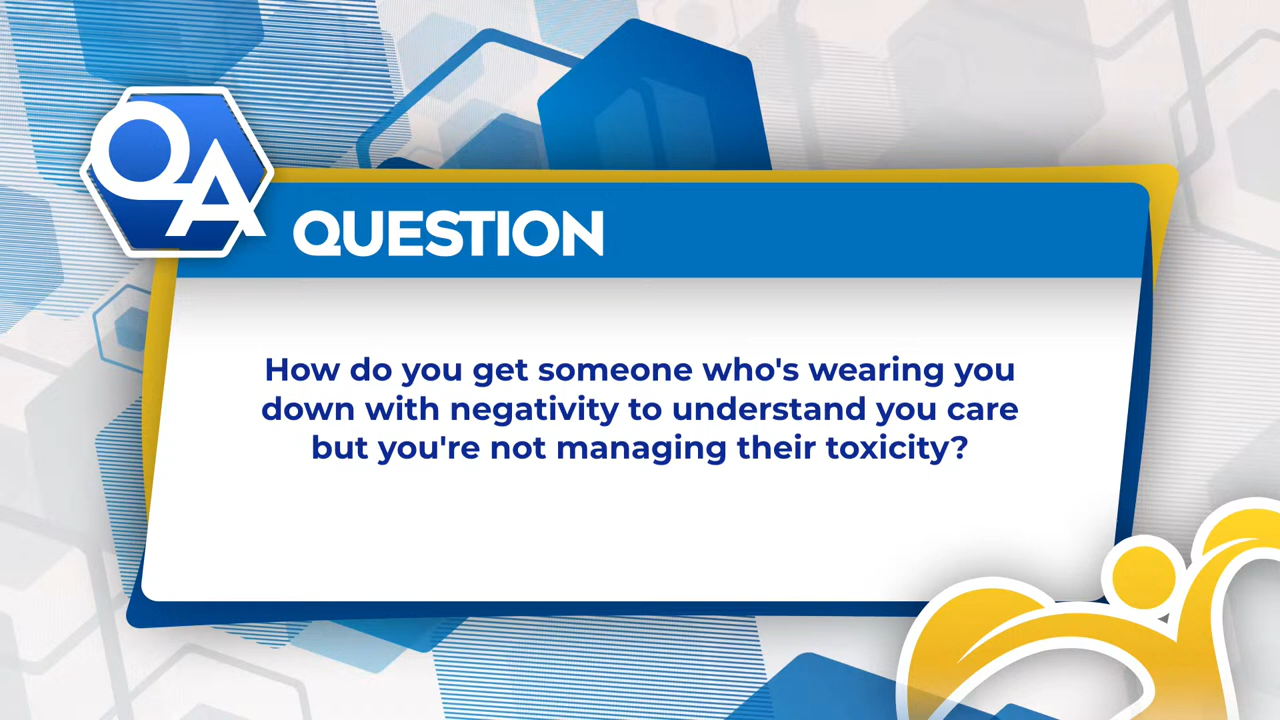 QA
QUESTION
How do you get someone who's wearing you
down with negativity to understand you care
but you're not managing their toxicity?